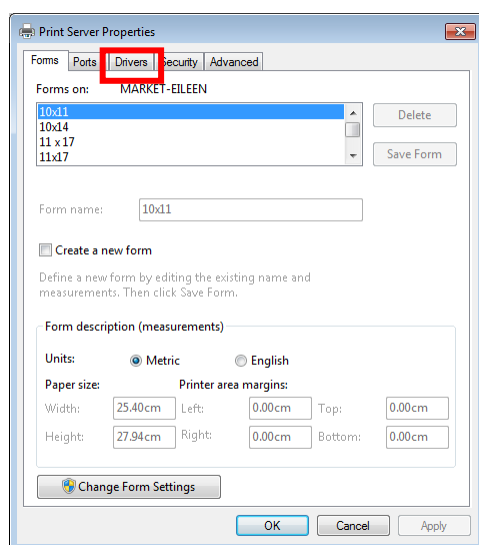 Print Server Properties
Forms Ports Drivers Security Advanced
Forms on: MARKET-EILEEN
10x11
10x14
11 x 17
11x17
Delete
Save Form
Form name: 10x11
Create a new form
Define a new form by editing the existing name and
measurements. Then click Save Form.
Form description (measurements)
Units: Metric English
Paper size: Printer area margins:
Width: 25.40cm Left: 0.00cm Top: 0.00cm
Height: 27.94cm Right: 0.00cm Bottom: 0.00cm
Change Form Settings
OK Cancel Apply